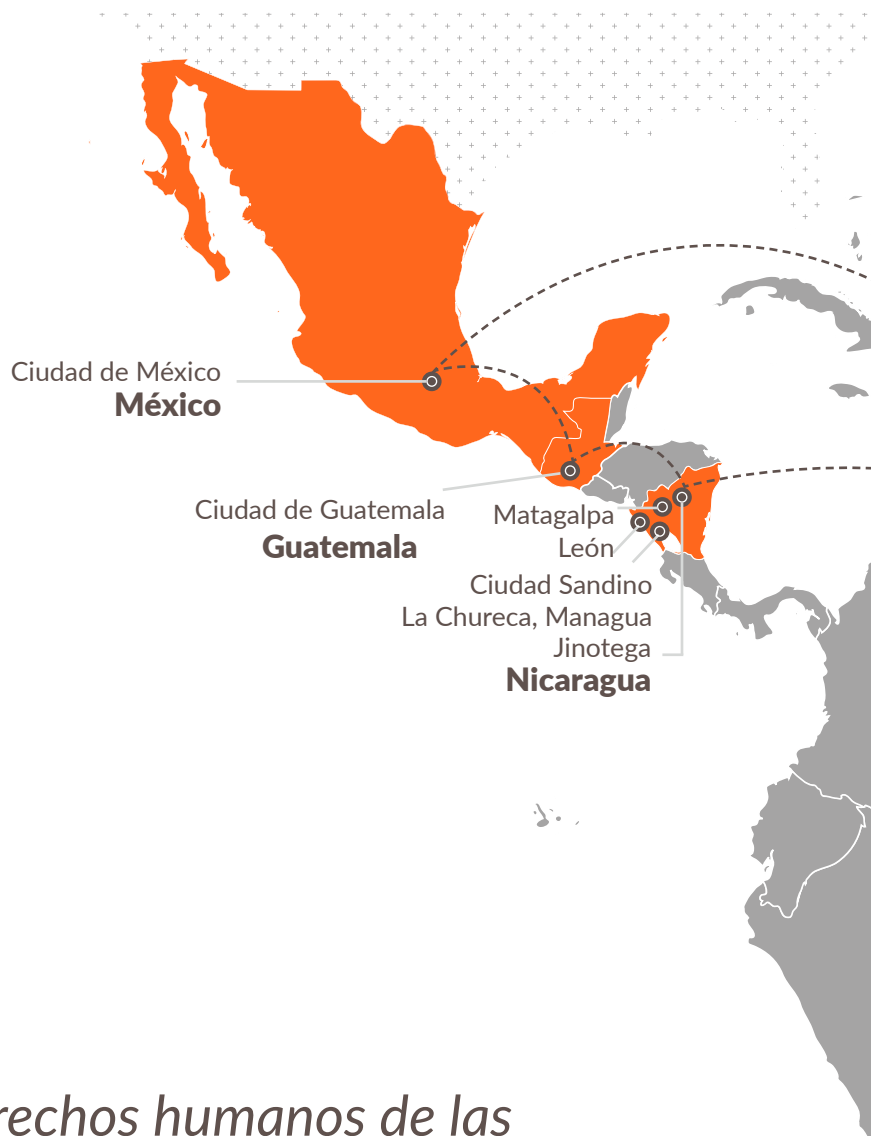 Ciudad de México
México
Ciudad de Guatemala
Guatemala
Matagalpa
León
Ciudad Sandino
La Chureca, Managua
Jinotega
Nicaragua
rechos humanos de las